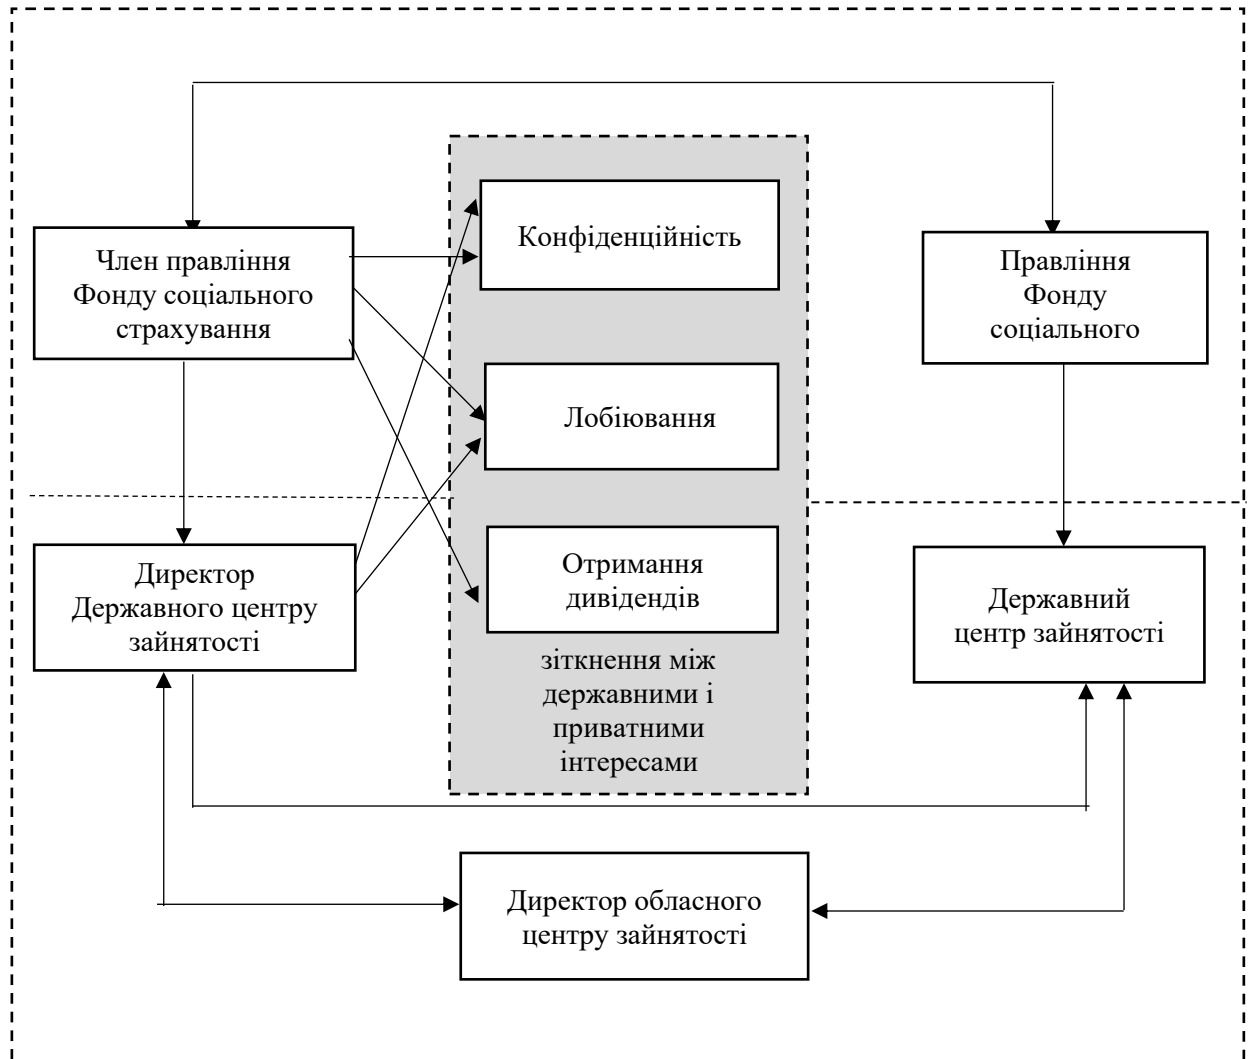 Конфіденційність
Член правління
Фонду соціального
страхування
Правління
Фонду
соціального
Лобіювання
Директор
Державного центру
зайнятості
Отримання
дивідендів
Державний
центр зайнятості
зіткнення між
державними і
приватними
інтересами
Директор обласного
центру зайнятості